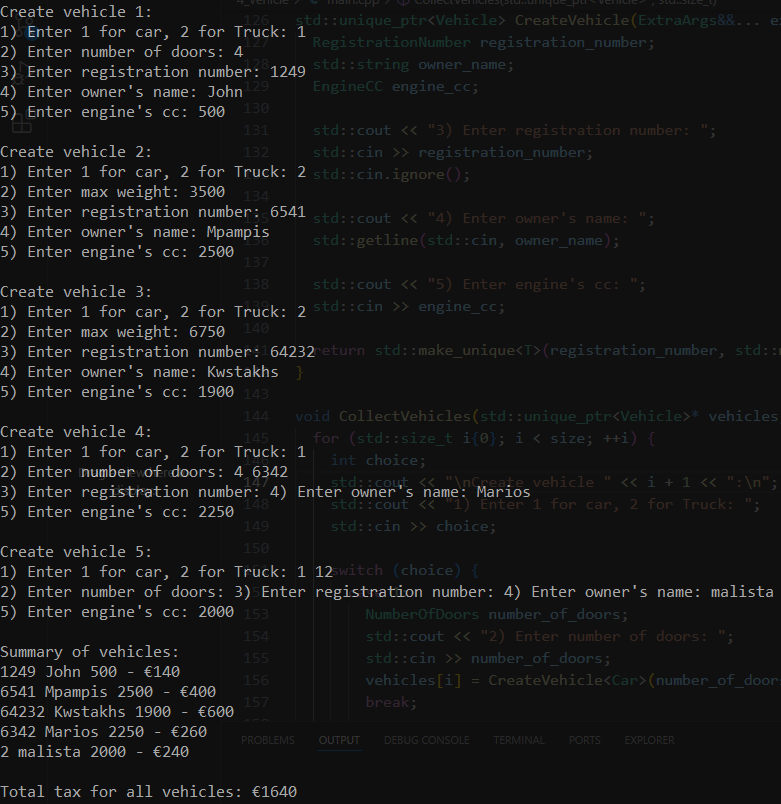 Create vehicle 1:
1) Enter 1 for car, 2 for Truck: 1
2) Enter number of doors: 4
3) Enter registration number: 1249
4) Enter owner's name: John
5) Enter engine's cc: 500
Create vehicle 2:
1) Enter 1 for car, 2 for Truck: 2
2) Enter max weight: 3500
3) Enter registration number: 6541
4) Enter owner's name: Mpampis
5) Enter engine's cc: 2500
Create vehicle 3:
1) Enter 1 for car, 2 for Truck: 2
2) Enter max weight: 6750
3) Enter registration number: 64232
4) Enter owner's name: Kwstakhs
5) Enter engine's cc: 1900
Create vehicle 4:
1) Enter 1 for car, 2 for Truck: 1
2) Enter number of doors: 4 6342
3) Enter registration number: 4) Enter owner's name: Marios
5) Enter engine's cc: 2250
Create vehicle 5:
1) Enter 1 for car, 2 for Truck: 1 12
2) Enter number of doors: 3) Enter registration number: 4) Enter owner's name: malista
5) Enter engine's cc: 2000
Summary of vehicles:
1249 John 500 - €140
6541 Mpampis 2500 - €400
64232 Kwstakhs 1900 - €600
6342 Marios 2250 - €260
2 malista 2000 - €240
Total tax for all vehicles: €1640
126 std::unique_ptr<Vehicle> CreateVehicle(ExtraArgs&&...
127 RegistrationNumber registration_number;
128 std::string owner_name;
129 EngineCC engine_cc;
130
131 std::cout << "3) Enter registration number: ";
132 std::cin >> registration_number;
std::cin.ignore();
134
std::cout << "4) Enter owner's name: ";
136 std::getline(std::cin, owner_name);
137
138 std::cout << "5) Enter engine's cc: ";
std::cin >> engine_cc;
140
return std::make_unique<T>(registration_number,
}
143
144 void CollectVehicles(std::unique_ptr<Vehicle>* vehicles
145 for (std::size_t i{0}; i < size; ++i) {
int choice;
147 std::cout << "\nCreate vehicle " << i + 1 << ":\n";
148 std::cout << "1) Enter 1 for car, 2 for Truck: ";
149 std::cin >> choice;
150
switch (choice) {
153 NumberOfDoors number_of_doors;
154 std::cout << "2) Enter number of doors: ";
155 std::cin >> number_of_doors;
156 vehicles[i] = CreateVehicle<Car>(number_of_door
157 break;
PROBLEMS OUTPUT DEBUG CONSOLE TERMINAL PORTS EXPLORER